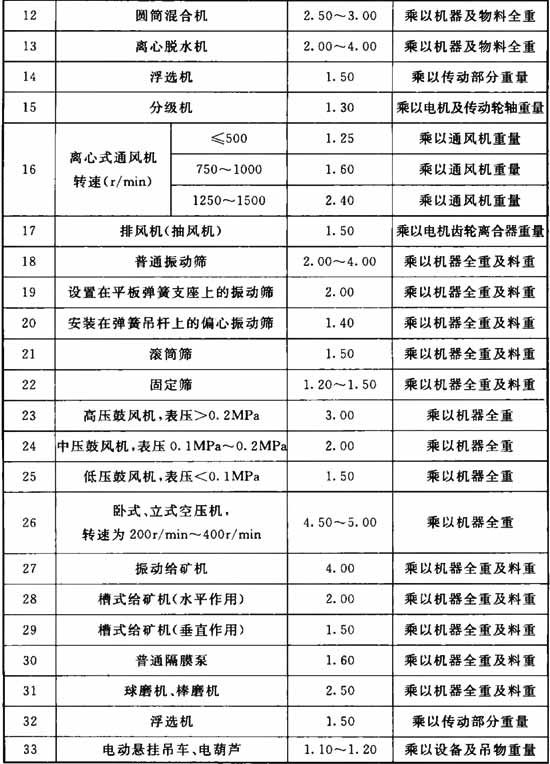 12 圆筒混合机 2.50～3.00 乘以机器及物料全重
13 离心脱水机 2.00～4.00 乘以机器及物料全重
14 浮选机 1.50 乘以传动部分重量
15 分级机 1.30 乘以电机及传动轮轴重量
16 离心式通风机转速(r/min) ≤500 1.25 乘以通风机重量
750～1000 1.60 乘以通风机重量
1250～1500 2.40 乘以通风机重量
17 排风机(抽风机) 1.50 乘以电机齿轮离合器重量
18 普通振动筛 2.00～4.00 乘以机器全重及料重
19 设置在平板弹簧支座上的振动筛 2.00 乘以机器全重及料重
20 安装在弹簧吊杆上的偏心振动筛 1.40 乘以机器全重及料重
21 滚筒筛 1.50 乘以机器全重及料重
22 固定筛 1.20～1.50 乘以机器全重及料重
23 高压鼓风机,表压>0.2MPa 3.00 乘以机器全重
24 中压鼓风机,表压0.1MPa～0.2MPa 2.00 乘以机器全重
25 低压鼓风机,表压<0.1MPa 1.50 乘以机器全重
26 卧式、立式空压机,
转速为200r/min～400r/min 4.50～5.00 乘以机器全重
27 振动给矿机 4.00 乘以机器全重及料重
28 槽式给矿机(水平作用) 2.00 乘以机器全重及料重
29 槽式给矿机(垂直作用) 1.50 乘以机器全重及料重
30 普通隔膜泵 1.60 乘以机器全重及料重
31 球磨机、棒磨机 2.50 乘以机器全重及料重
32 浮选机 1.50 乘以传动部分重量
33 电动悬挂吊车、电葫芦 1.10～1.20 乘以设备及吊物重量